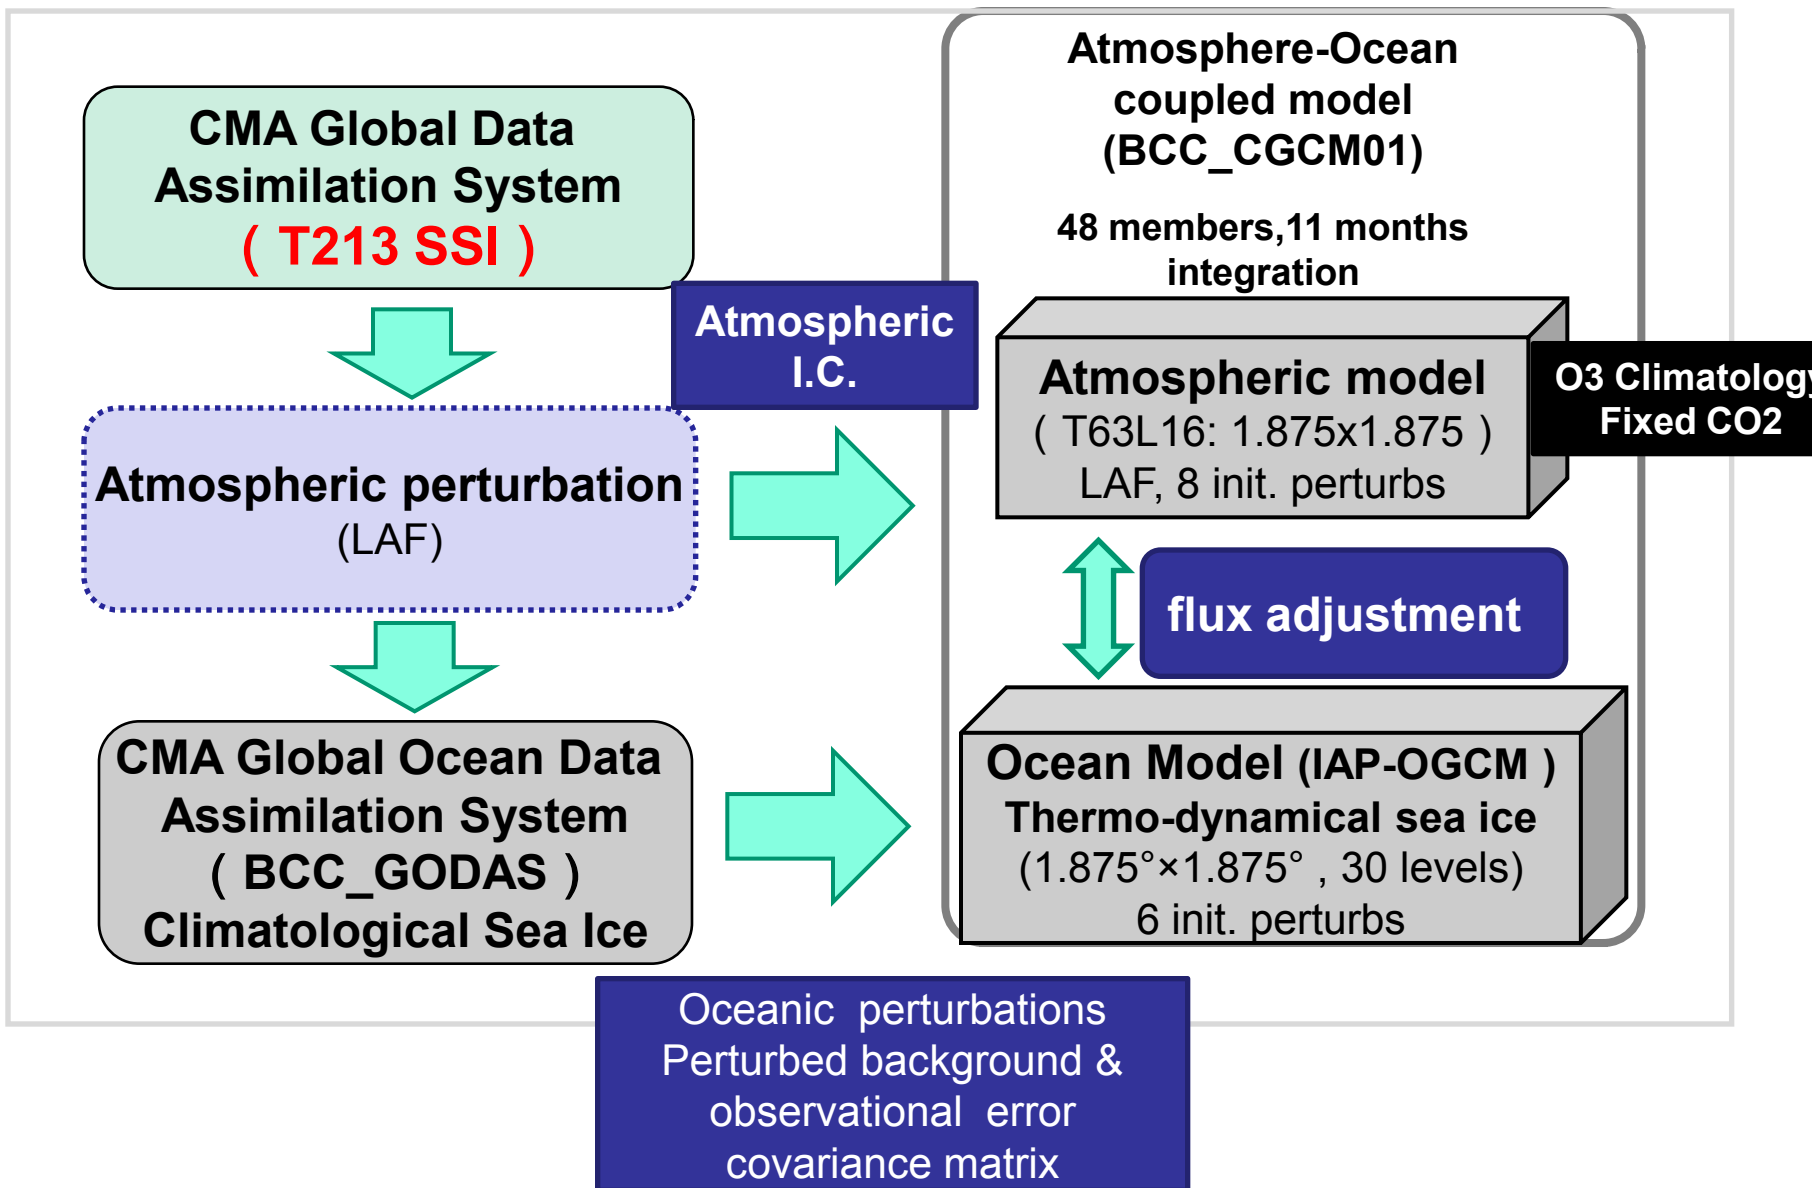 CMA Global Data
Assimilation System
( T213 SSI )
Atmospheric perturbation
(LAF)
CMA Global Ocean Data
Assimilation System
( BCC_GODAS )
Climatological Sea Ice
Atmospheric
I.C.
Atmosphere-Ocean
coupled model
(BCC_CGCM01)
48 members,11 months
integration
Atmospheric model
( T63L16: 1.875x1.875 )
LAF, 8 init. perturbs
O3 Climatology
Fixed CO2
flux adjustment
Ocean Model (IAP-OGCM )
Thermo-dynamical sea ice
(1.875°×1.875° , 30 levels)
6 init. perturbs
Oceanic perturbations
Perturbed background &
observational error
covariance matrix